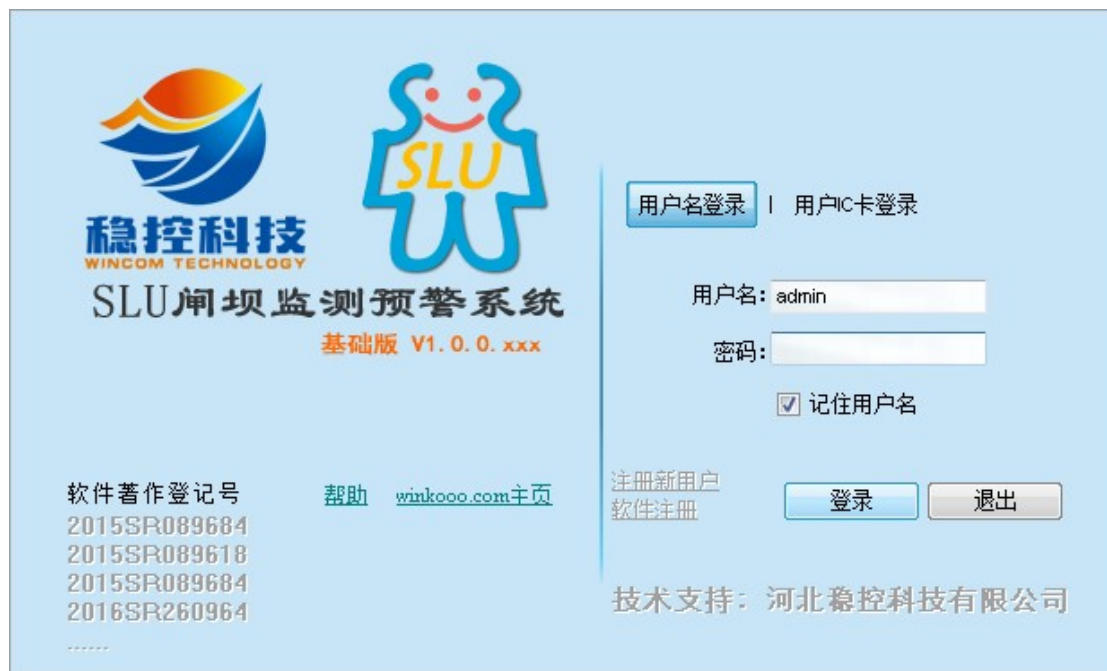 SLU
稳控科技
WINCOM TECHNOLOGY
SLU闸坝监测预警系统
基础版 V1.0.0.xxx
软件著作登记号
2015SR089684
2015SR089618
2015SR089684
2016SR260964
......
帮助 winkooo.com主页
用户名登录 | 用户IC卡登录
用户名: admin
密码:
记住用户名
注册新用户
软件注册
登录 退出
技术支持: 河北稳控科技有限公司